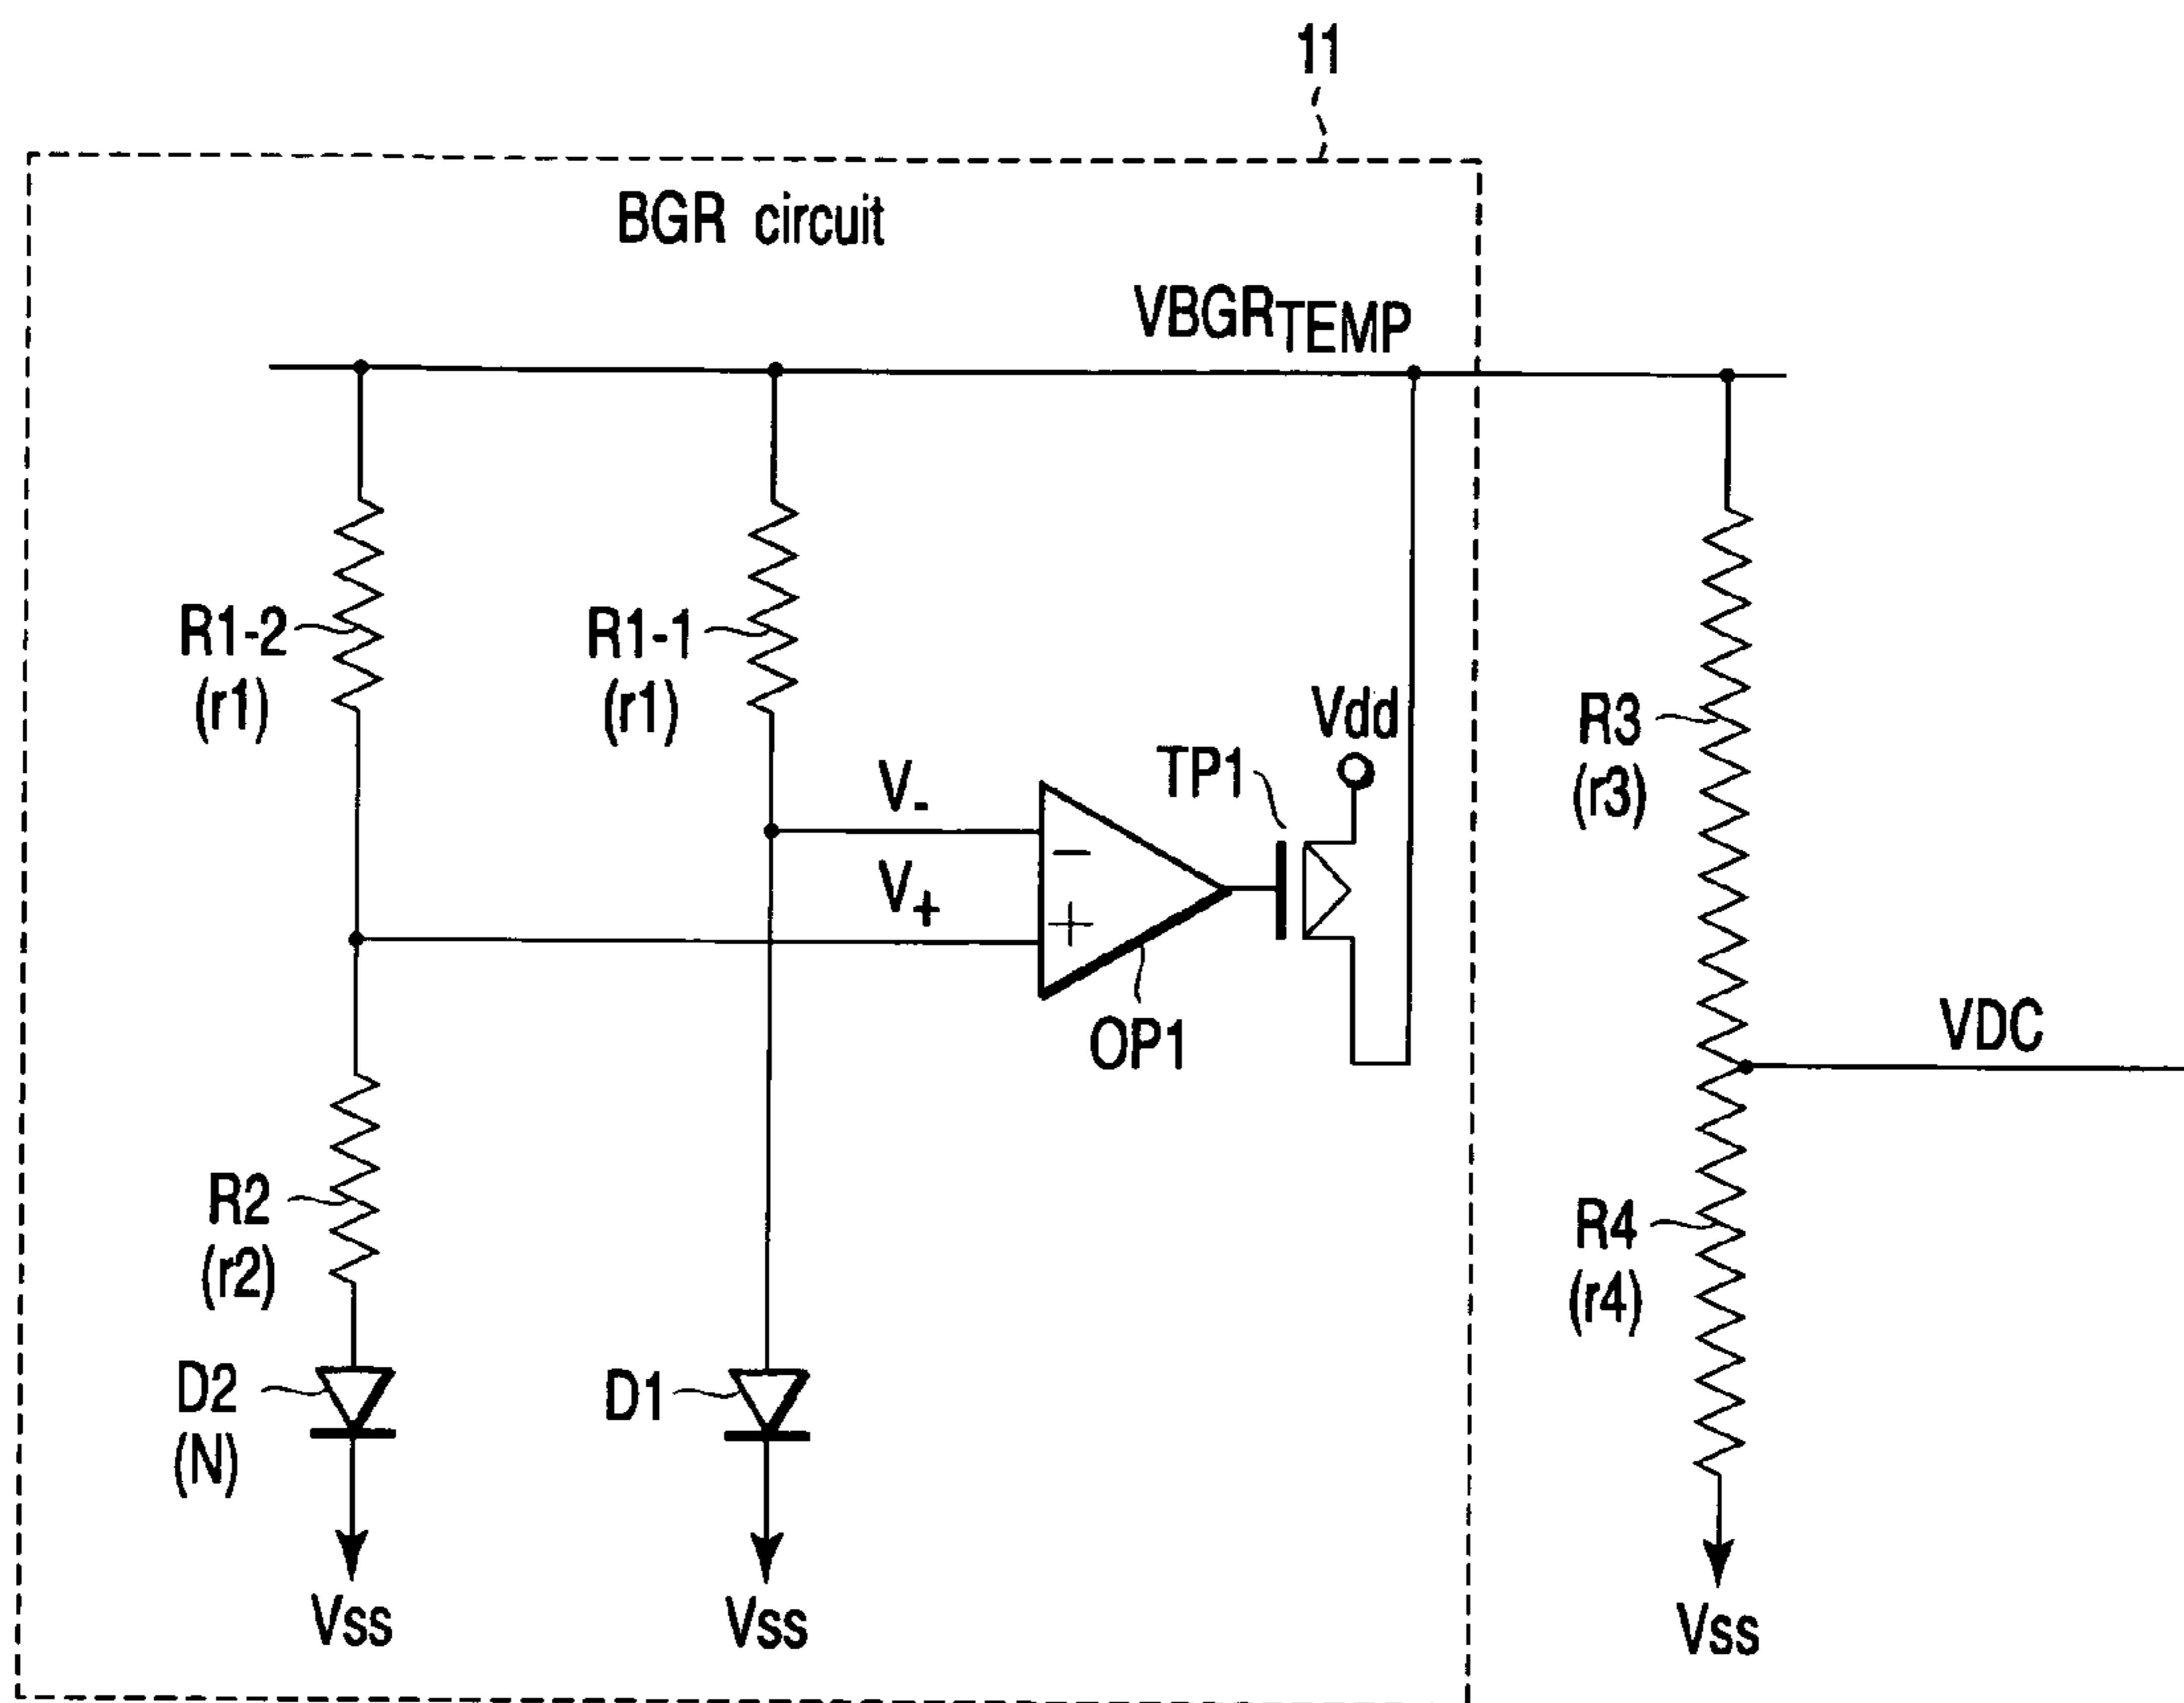 11
BGR circuit
VBGRTEMP
R1-2
(r1)
R1-1
(r1)
V-
V+
−
+
OP1
TP1
Vdd
R3
(r3)
VDC
R2
(r2)
R4
(r4)
D2
(N)
D1
Vss
Vss
Vss